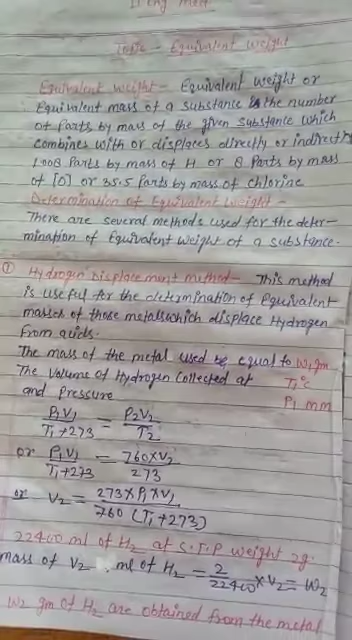 Topic - Equivalent Weight
Equivalent weight - Equivalent weight or
Equivalent mass of a substance is the number
of Parts by mass of the given substance which
combines with or displaces directly or indirectly
1.008 Parts by mass of H or 8 Parts by mass
of [O] or 35.5 Parts by mass of chlorine
Determination of Equivalent Weight -
There are several methods used for the deter-
mination of Equivalent Weight of a substance.
① Hydrogen Displacement method - This method
is useful for the determination of Equivalent
masses of those metals which displace Hydrogen
from acids.
The mass of the metal used be equal to W₁ gm
The volume of Hydrogen Collected at T₁°C
and Pressure P₁ mm
P₁V₁/T₁+273 = P₂V₂/T₂
or P₁V₁/T₁+273 = 760×V₂/273
or V₂ = 273×P₁×V₁/760 (T₁+273)
22400 ml of H₂ at S.T.P weight 2g.
mass of V₂ ml of H₂ = 2/22400 × V₂ = W₂
W₂ gm of H₂ are obtained from the metal